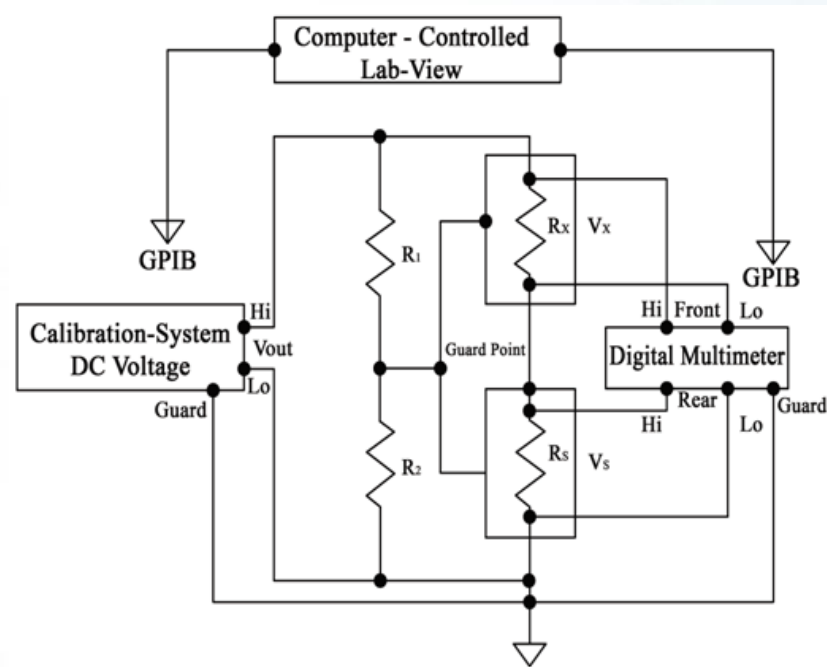 Computer - Controlled
Lab-View
GPIB
GPIB
R₁
Rx
Vx
Hi
Vout
Lo
Guard
Calibration-System
DC Voltage
Guard Point
Hi Front Lo
Digital Multimeter
Rear
Hi
Lo
Guard
R₂
Rs
Vs